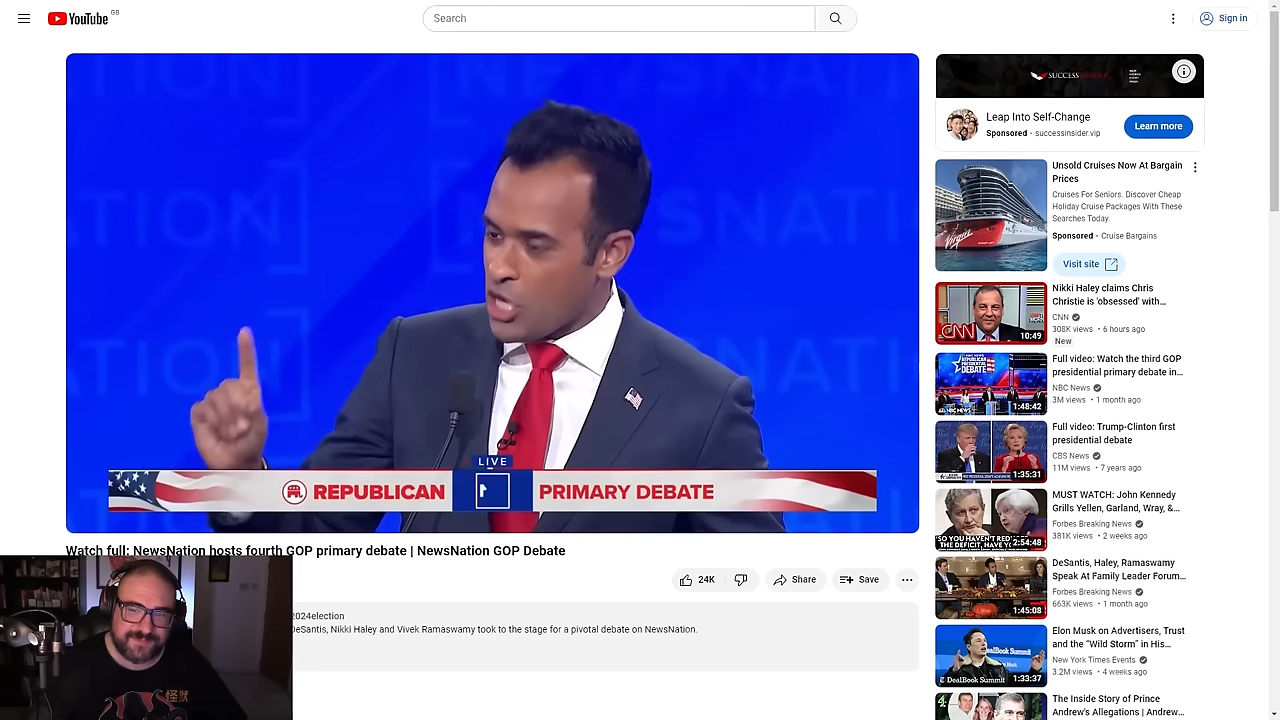 YouTube GB
Search
Sign in
NEWSNATION
LIVE
REPUBLICAN
PRIMARY DEBATE
Watch full: NewsNation hosts fourth GOP primary debate | NewsNation GOP Debate
24K
Share
Save
2024election
DeSantis, Nikki Haley and Vivek Ramaswamy took to the stage for a pivotal debate on NewsNation.
怪獣
SUCCESS
Leap Into Self-Change
Sponsored · successinsider.vip
Learn more
Unsold Cruises Now At Bargain
Prices
Cruises For Seniors. Discover Cheap
Holiday Cruise Packages With These
Searches Today.
Sponsored · Cruise Bargains
Visit site
Virgin
Nikki Haley claims Chris
Christie is 'obsessed' with...
CNN
308K views · 6 hours ago
New
CNN
10:49
Full video: Watch the third GOP
presidential primary debate in...
NBC News
3M views · 1 month ago
DEBATE
1:48:42
Full video: Trump-Clinton first
presidential debate
CBS News
11M views · 7 years ago
1:35:31
MUST WATCH: John Kennedy
Grills Yellen, Garland, Wray, &...
Forbes Breaking News
381K views · 2 weeks ago
2:54:48
DeSantis, Haley, Ramaswamy
Speak At Family Leader Forum...
Forbes Breaking News
663K views · 1 month ago
1:45:08
Elon Musk on Advertisers, Trust
and the “Wild Storm” in His...
New York Times Events
3.2M views · 4 weeks ago
DealBook Summit
1:33:37
The Inside Story of Prince
Andrew's Allegations | Andrew...